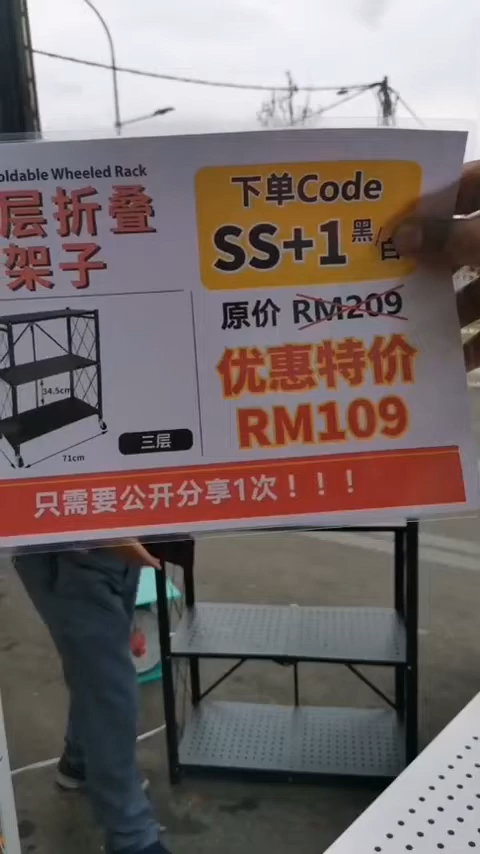 oldable Wheeled Rack
层折叠
架子
34.5cm
71cm
三层
下单Code
SS+1 黑/白
原价 RM209
优惠特价
RM109
只需要公开分享1次！！！